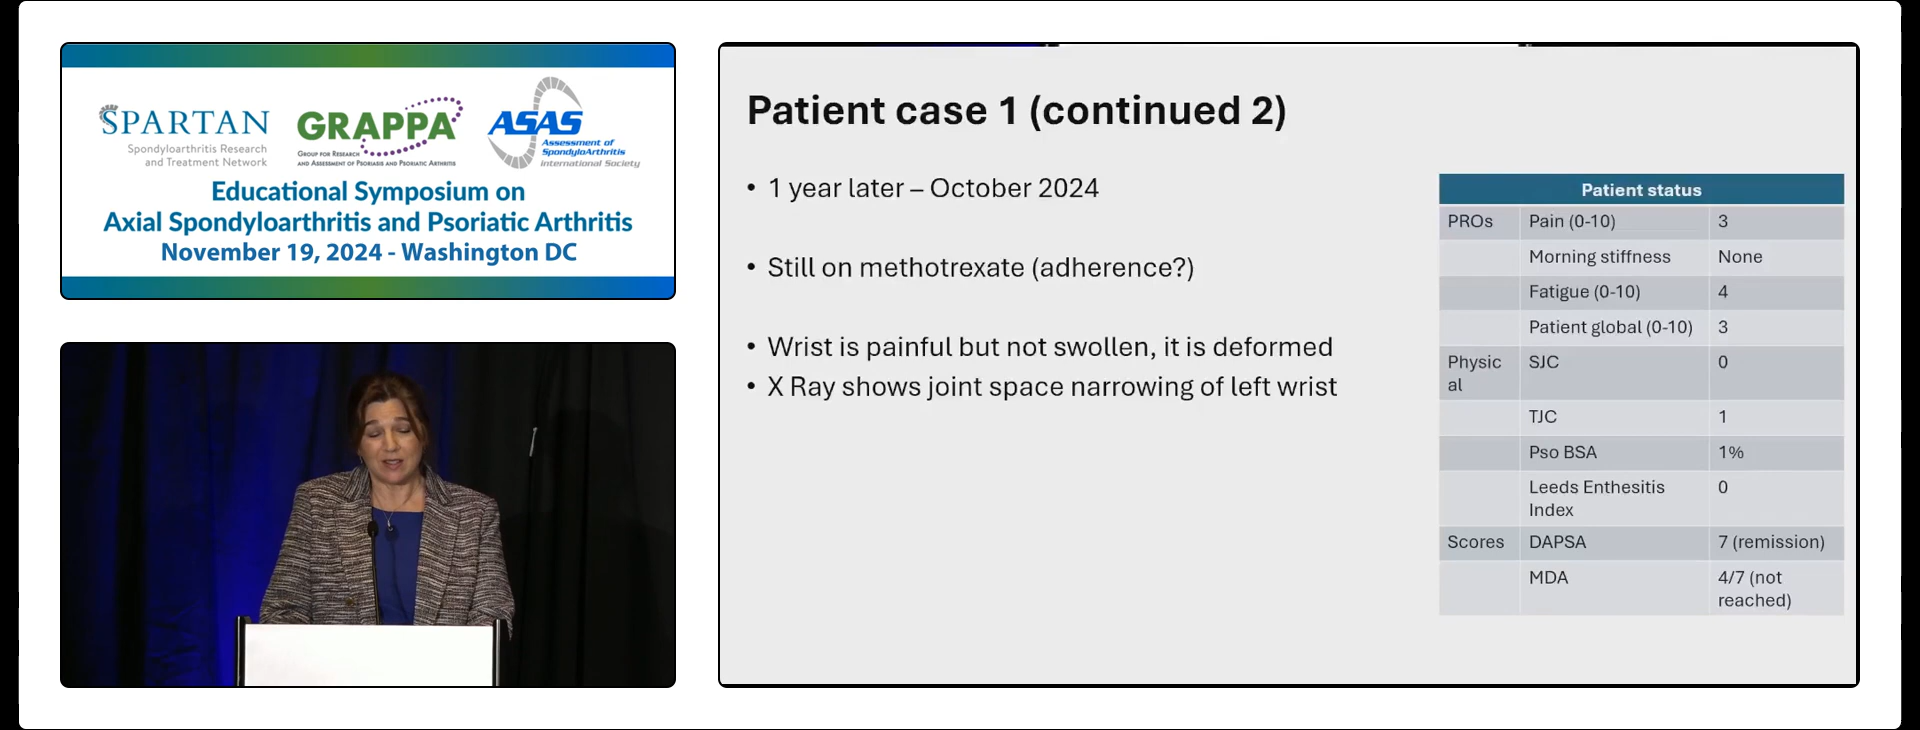 SPARTAN
Spondyloarthritis Research
and Treatment Network
GRAPPA
GROUP FOR RESEARCH
AND ASSESSMENT OF PSORIASIS AND PSORIATIC ARTHRITIS
ASAS
Assessment of
SpondyloArthritis
international Society
Educational Symposium on
Axial Spondyloarthritis and Psoriatic Arthritis
November 19, 2024 - Washington DC
Patient case 1 (continued 2)
• 1 year later – October 2024
• Still on methotrexate (adherence?)
• Wrist is painful but not swollen, it is deformed
• X Ray shows joint space narrowing of left wrist
Patient status
PROs Pain (0-10) 3
Morning stiffness None
Fatigue (0-10) 4
Patient global (0-10) 3
Physic
al
SJC 0
TJC 1
Pso BSA 1%
Leeds Enthesitis
Index
0
Scores DAPSA 7 (remission)
MDA 4/7 (not
reached)